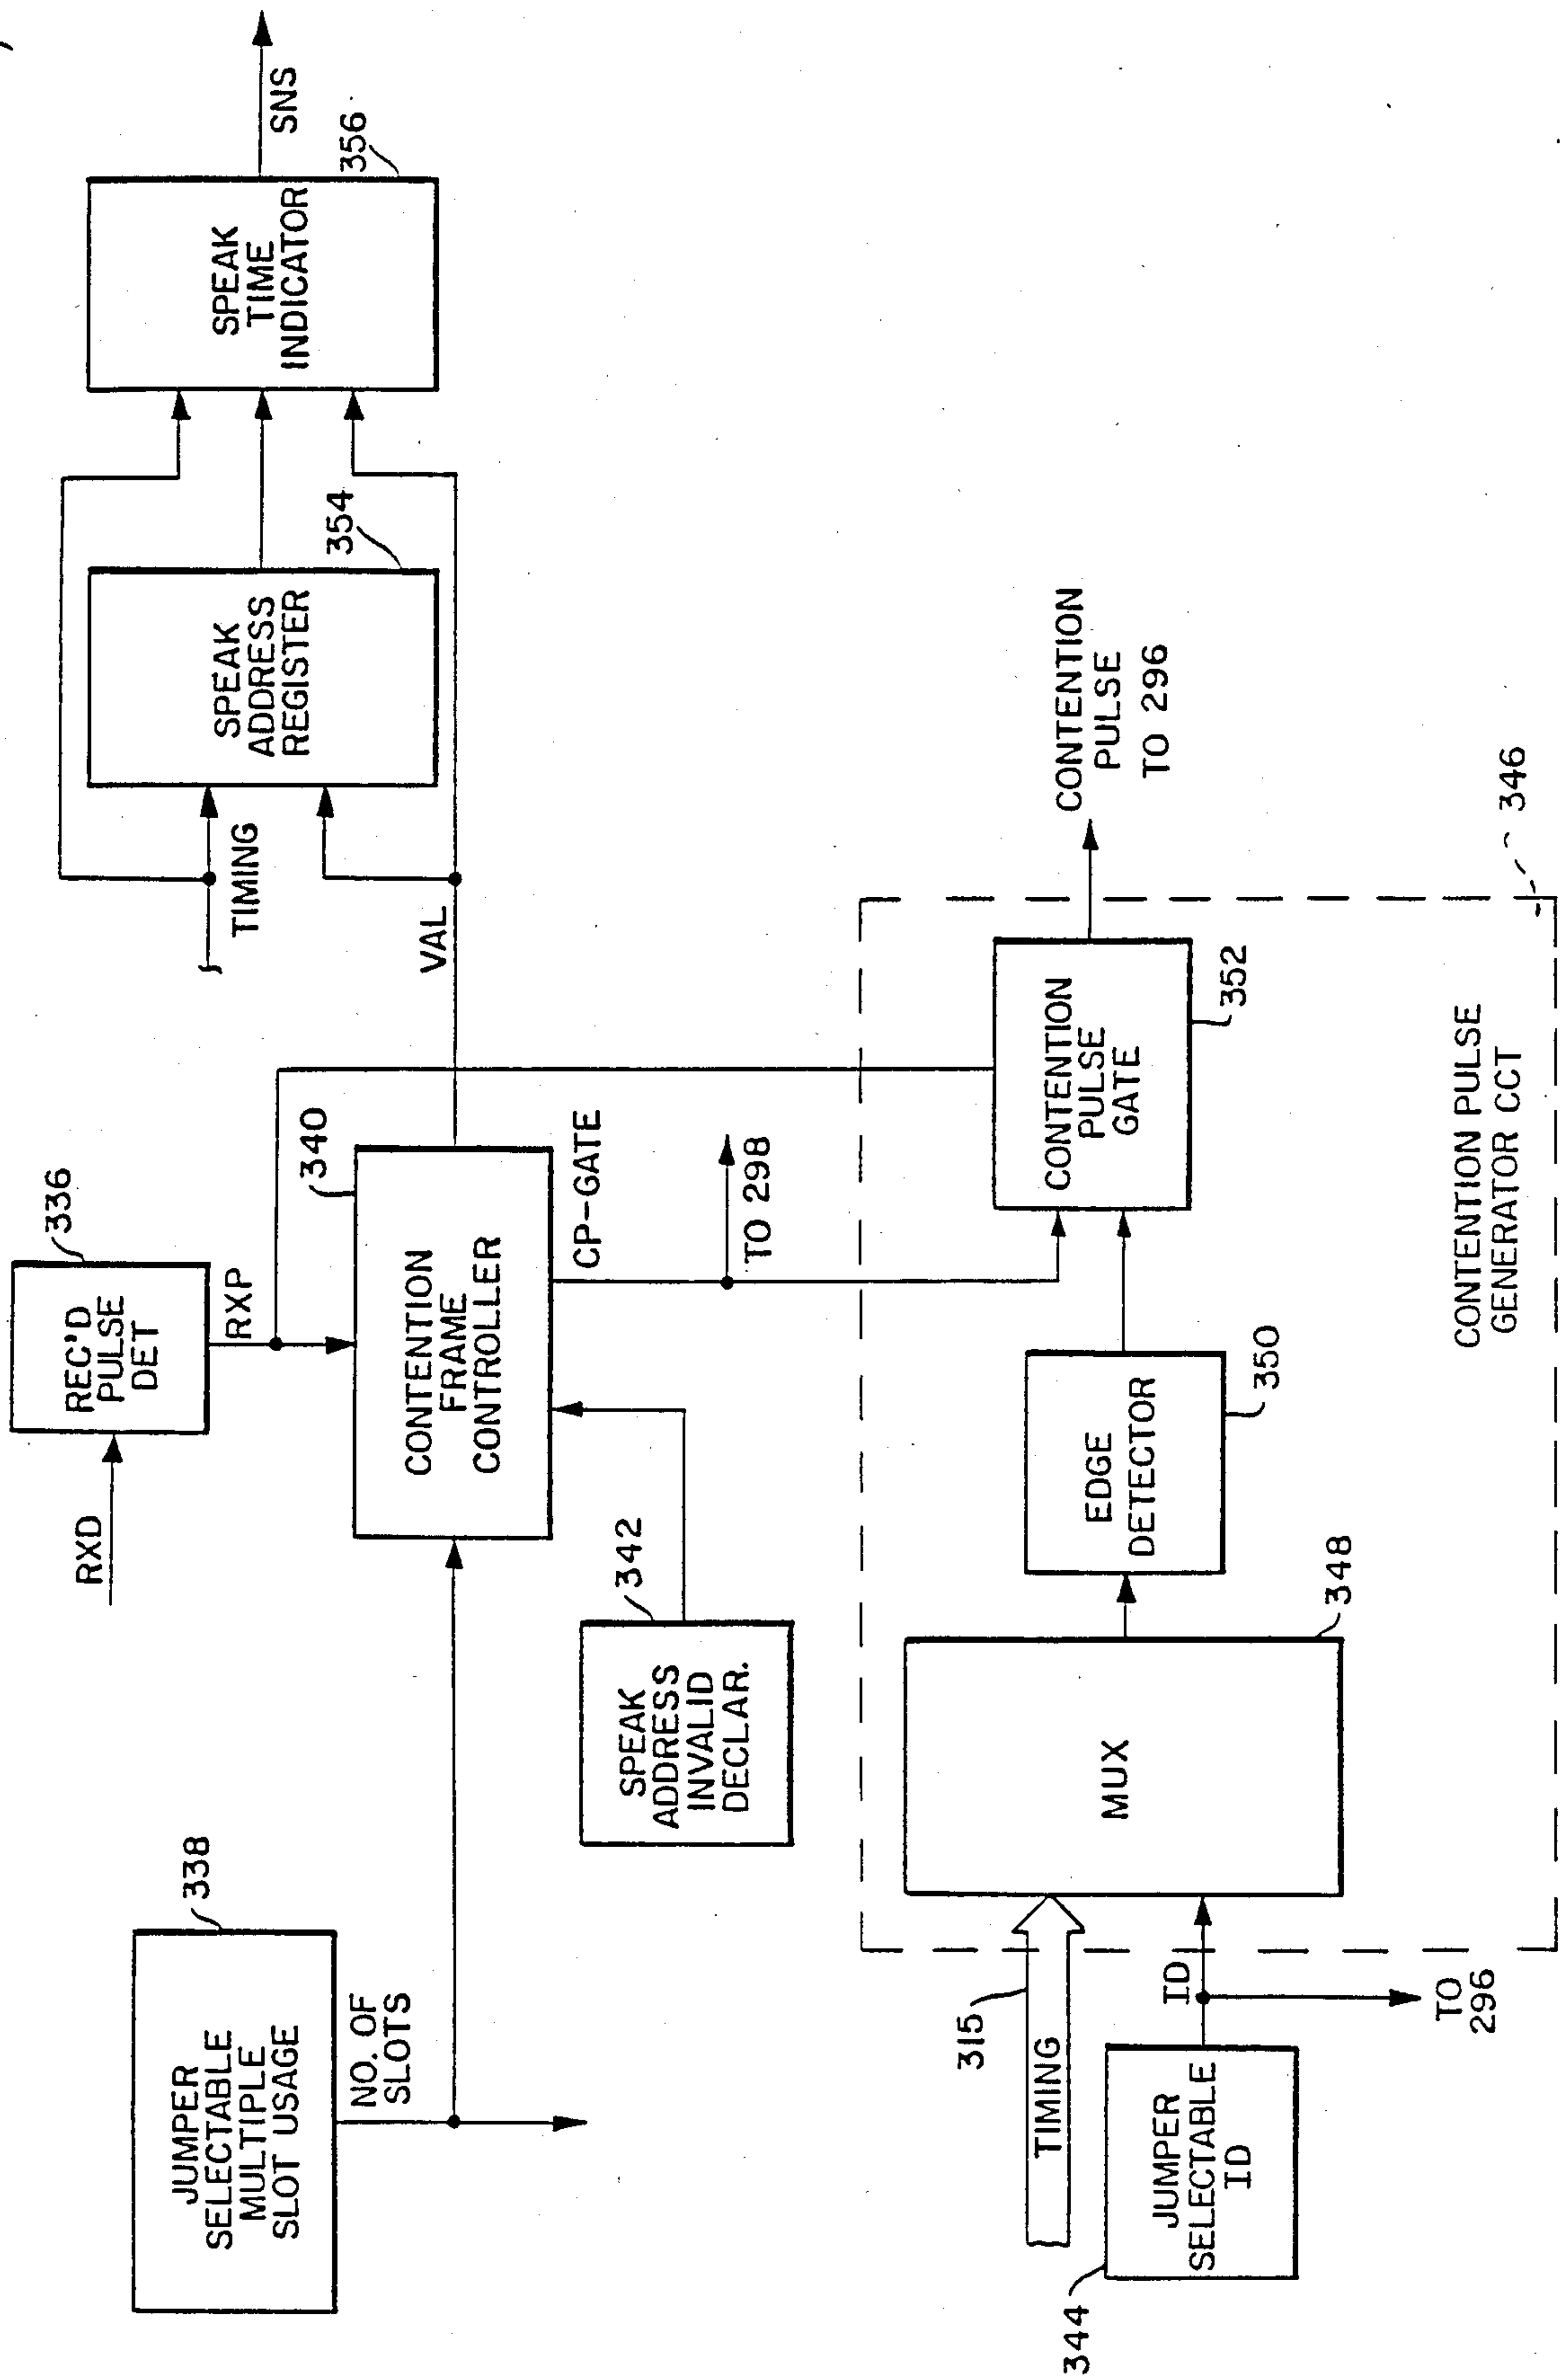 JUMPER
SELECTABLE
MULTIPLE
SLOT USAGE
338
NO. OF
SLOTS
RXD
REC'D
PULSE
DET
336
RXP
CONTENTION
FRAME
CONTROLLER
340
CP-GATE
TO 298
VAL
SPEAK
ADDRESS
INVALID
DECLAR.
342
TIMING
SPEAK
ADDRESS
REGISTER
354
SPEAK
TIME
INDICATOR
356
SNS
315
TIMING
JUMPER
SELECTABLE
ID
344
ID
TO
296
MUX
348
EDGE
DETECTOR
350
CONTENTION
PULSE
GATE
352
CONTENTION
PULSE
TO 296
CONTENTION PULSE
GENERATOR CCT
346